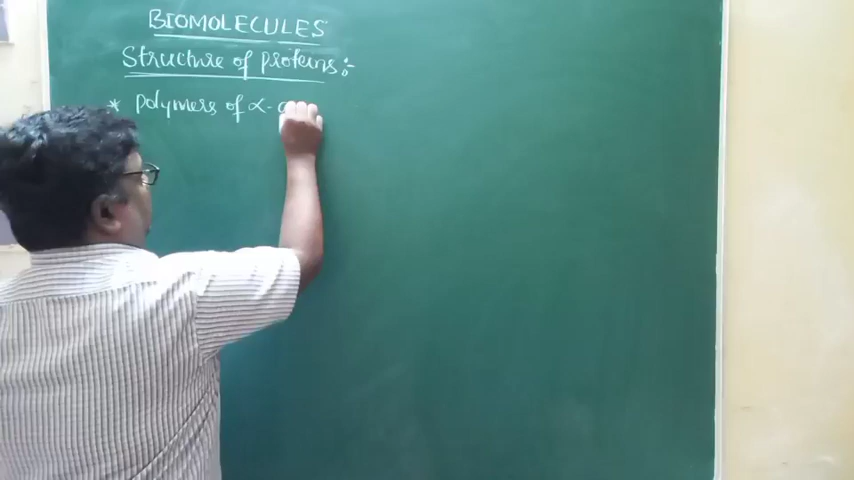 BIOMOLECULES
Structure of proteins:-
* polymers of α-